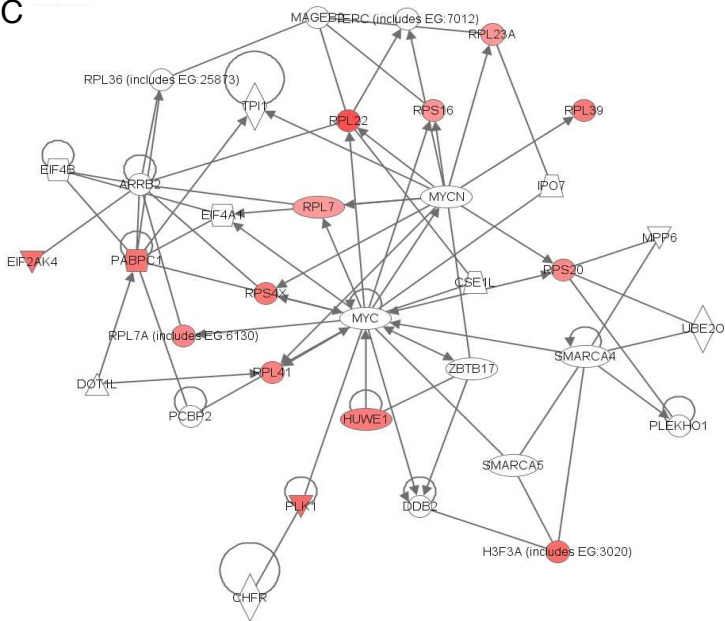 C
MAGEB2
TERC (includes EG:7012)
RPL23A
RPL36 (includes EG:25873)
TPI1
RPL22
RPS16
RPL39
EIF4B
ARRB2
MYCN
IPO7
RPL7
EIF4A1
MPP6
EIF2AK4
PABPC1
RPS4X
CSE1L
RPS20
MYC
UBE2O
RPL7A (includes EG:6130)
SMARCA4
RPL41
ZBTB17
DOT1L
PCBP2
HUWE1
PLEKHO1
SMARCA5
PLK1
DDB2
H3F3A (includes EG:3020)
CHFR